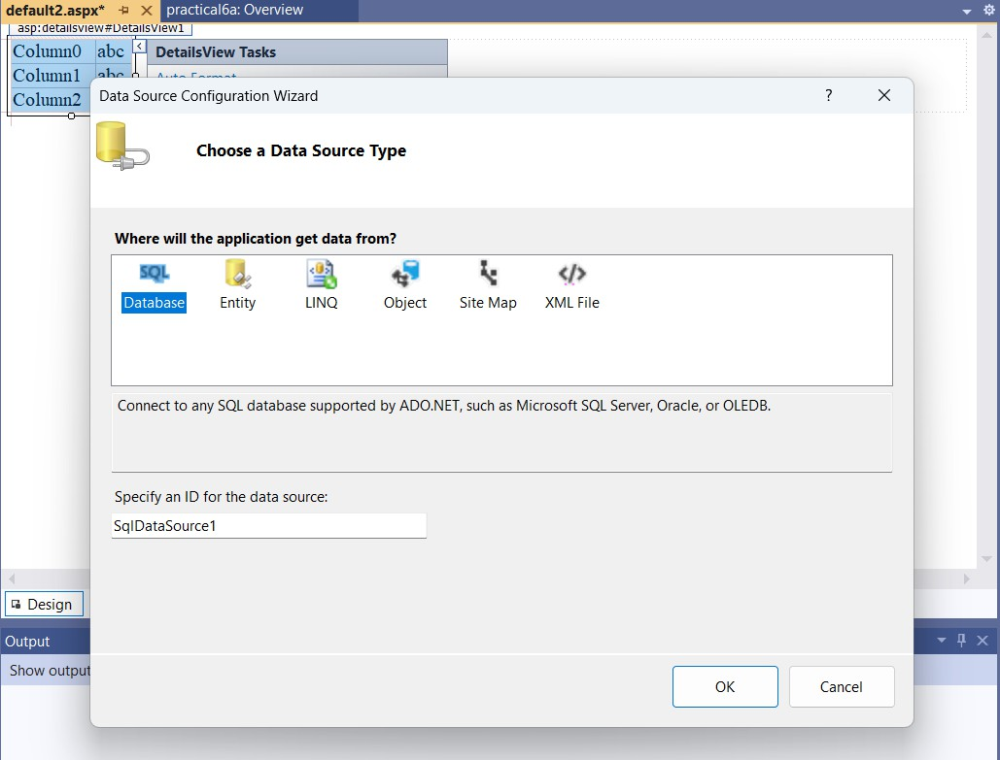 default2.aspx*
practical6a: Overview
asp:detailsview#DetailsView1
Column0 abc
DetailsView Tasks
Column1 abc
Auto Format
Column2
Data Source Configuration Wizard
?
Choose a Data Source Type
Where will the application get data from?
SQL
Database Entity LINQ Object Site Map XML File
Connect to any SQL database supported by ADO.NET, such as Microsoft SQL Server, Oracle, or OLEDB.
Specify an ID for the data source:
SqlDataSource1
Design
Output
Show output
OK Cancel